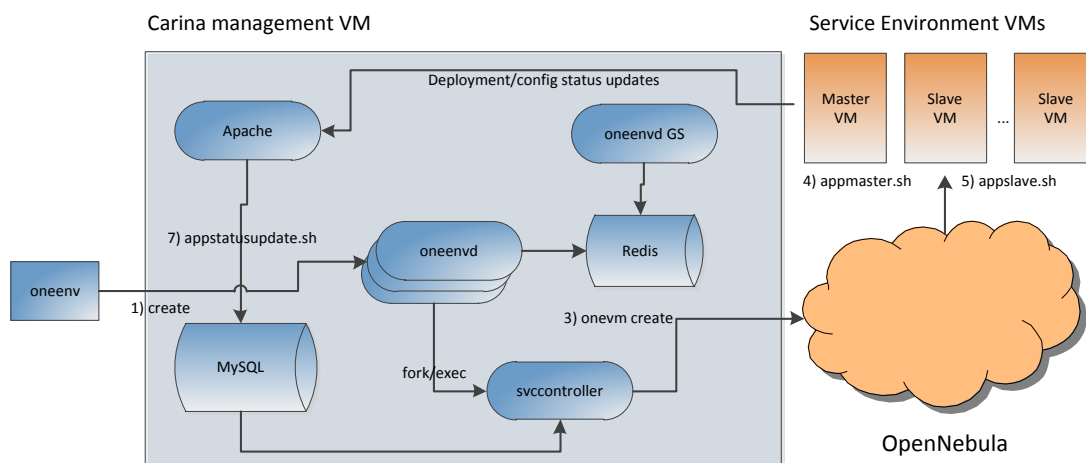 Carina management VM
Service Environment VMs
Deployment/config status updates
Master
VM
Slave
VM
...
Slave
VM
Apache
oneenvd GS
4) appmaster.sh
5) appslave.sh
7) appstatusupdate.sh
oneenvd
Redis
oneenv
1) create
3) onevm create
MySQL
fork/exec
svccontroller
OpenNebula